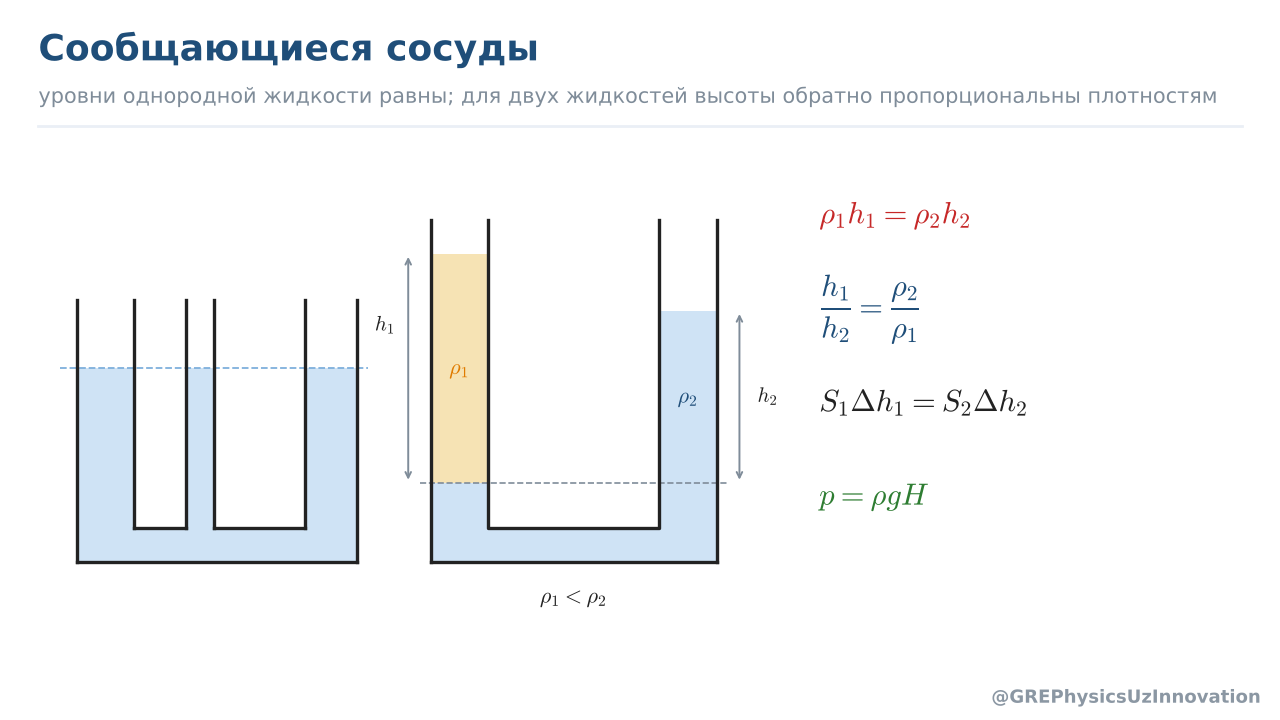 Сообщающиеся сосуды
уровни однородной жидкости равны; для двух жидкостей высоты обратно пропорциональны плотностям
h₁
ρ₁
ρ₂
h₂
ρ₁ < ρ₂
ρ₁h₁ = ρ₂h₂
h₁/h₂ = ρ₂/ρ₁
S₁Δh₁ = S₂Δh₂
p = ρgH
@GREPhysicsUzInnovation